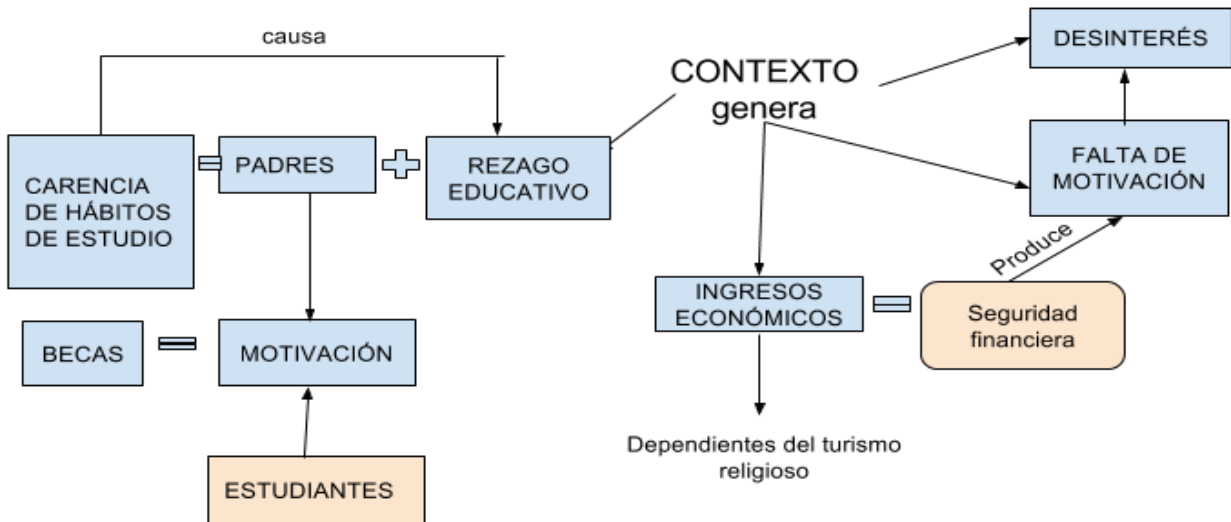 causa
CARENCIA
DE HÁBITOS
DE ESTUDIO
PADRES
REZAGO
EDUCATIVO
CONTEXTO
genera
DESINTERÉS
FALTA DE
MOTIVACIÓN
Produce
INGRESOS
ECONÓMICOS
Seguridad
financiera
BECAS
MOTIVACIÓN
Dependientes del turismo
religioso
ESTUDIANTES